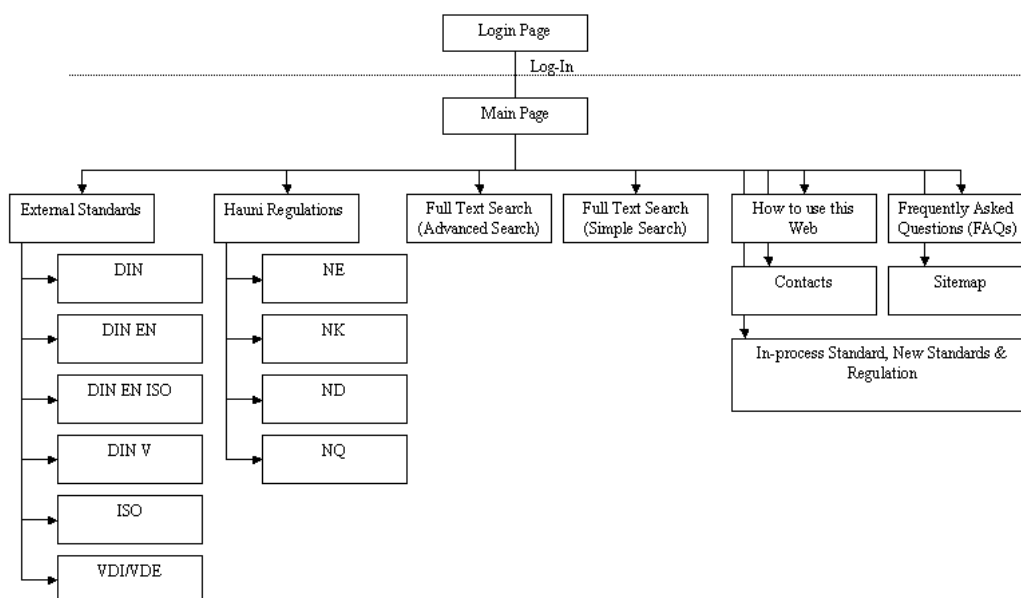 Login Page
Log-In
Main Page
External Standards
Hauni Regulations
Full Text Search
(Advanced Search)
Full Text Search
(Simple Search)
How to use this
Web
Frequently Asked
Questions (FAQs)
DIN
NE
Contacts
Sitemap
DIN EN
NK
In-process Standard, New Standards &
Regulation
DIN EN ISO
ND
DIN V
NQ
ISO
VDI/VDE